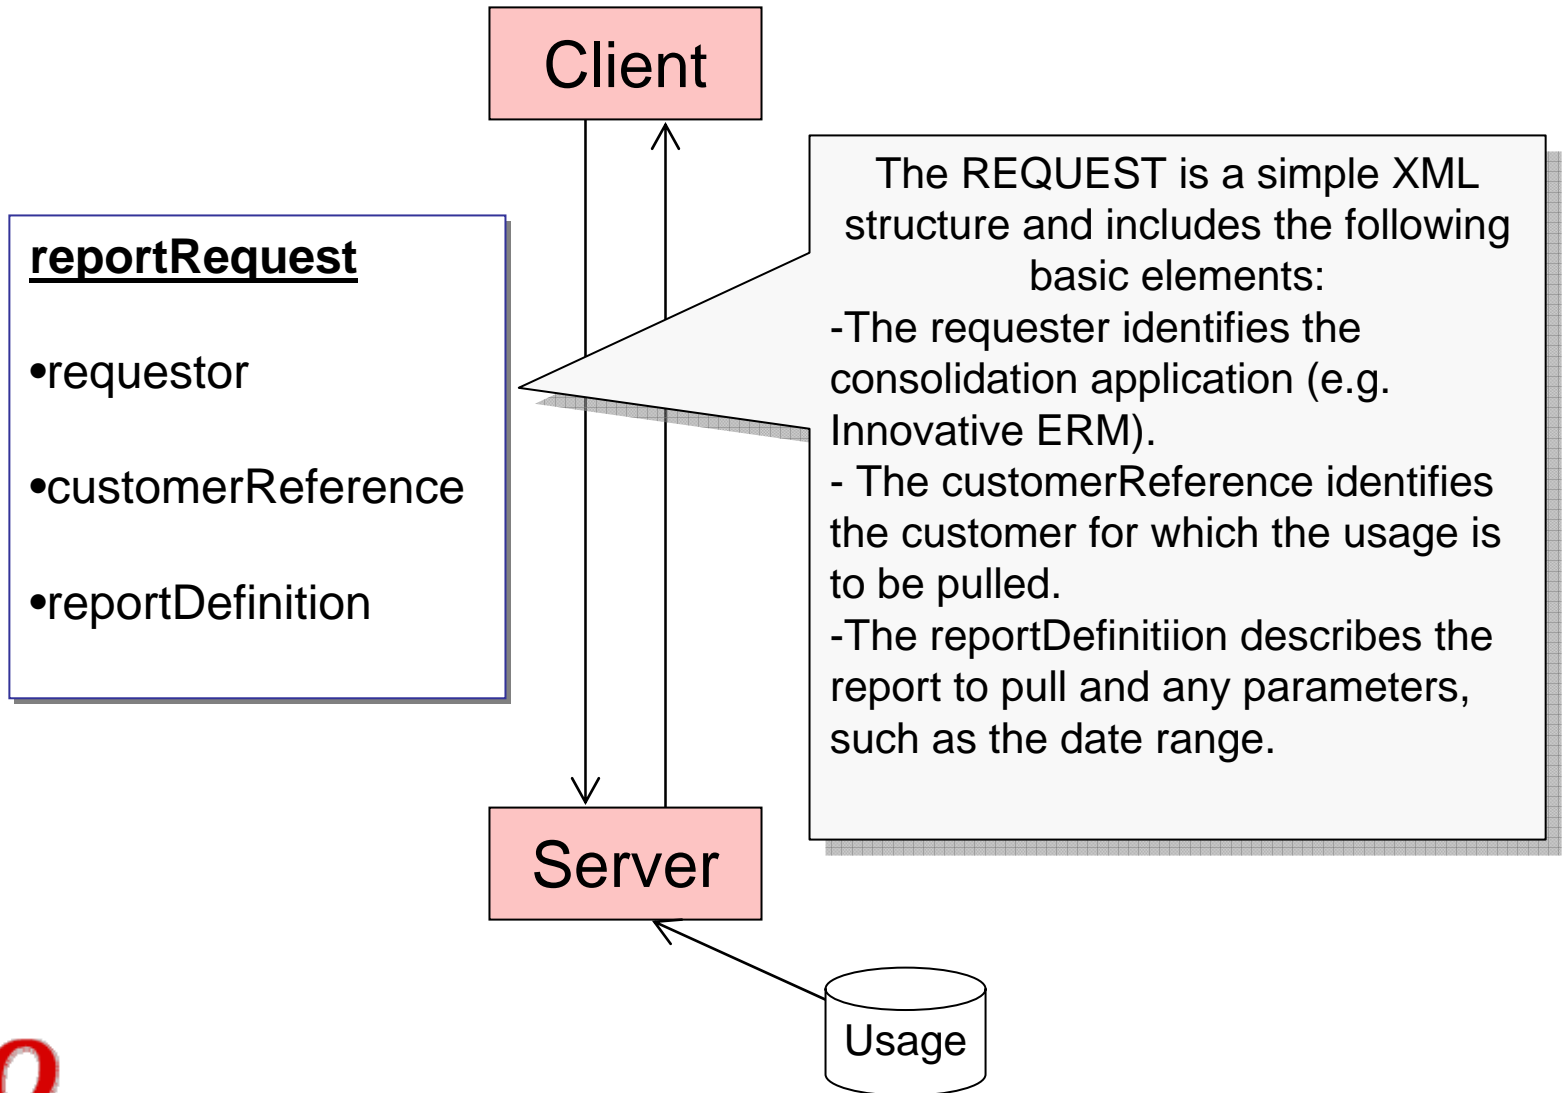 Client
reportRequest
•requestor
•customerReference
•reportDefinition
The REQUEST is a simple XML
structure and includes the following
basic elements:
-The requester identifies the
consolidation application (e.g.
Innovative ERM).
- The customerReference identifies
the customer for which the usage is
to be pulled.
-The reportDefinitiion describes the
report to pull and any parameters,
such as the date range.
Server
Usage